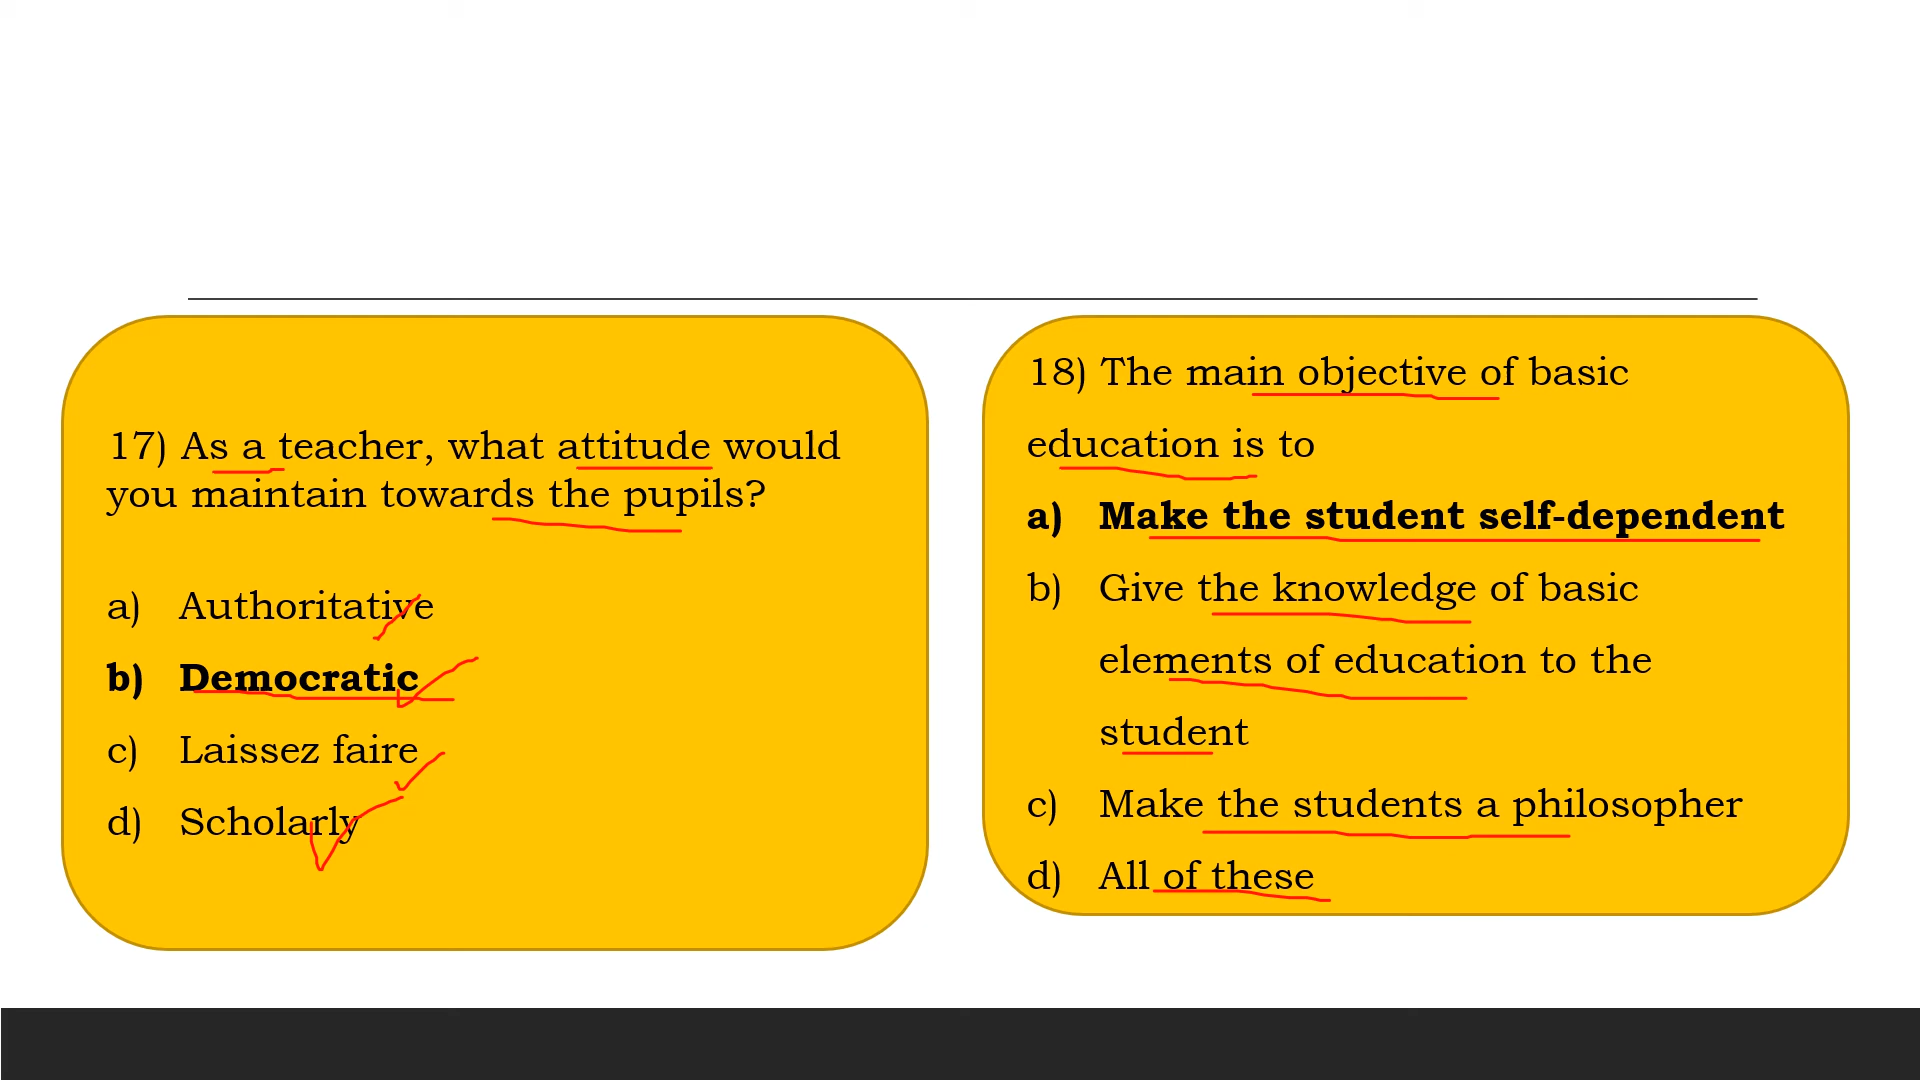 17) As a teacher, what attitude would
you maintain towards the pupils?
a) Authoritative
b) Democratic
c) Laissez faire
d) Scholarly
18) The main objective of basic
education is to
a) Make the student self-dependent
b) Give the knowledge of basic
elements of education to the
student
c) Make the students a philosopher
d) All of these